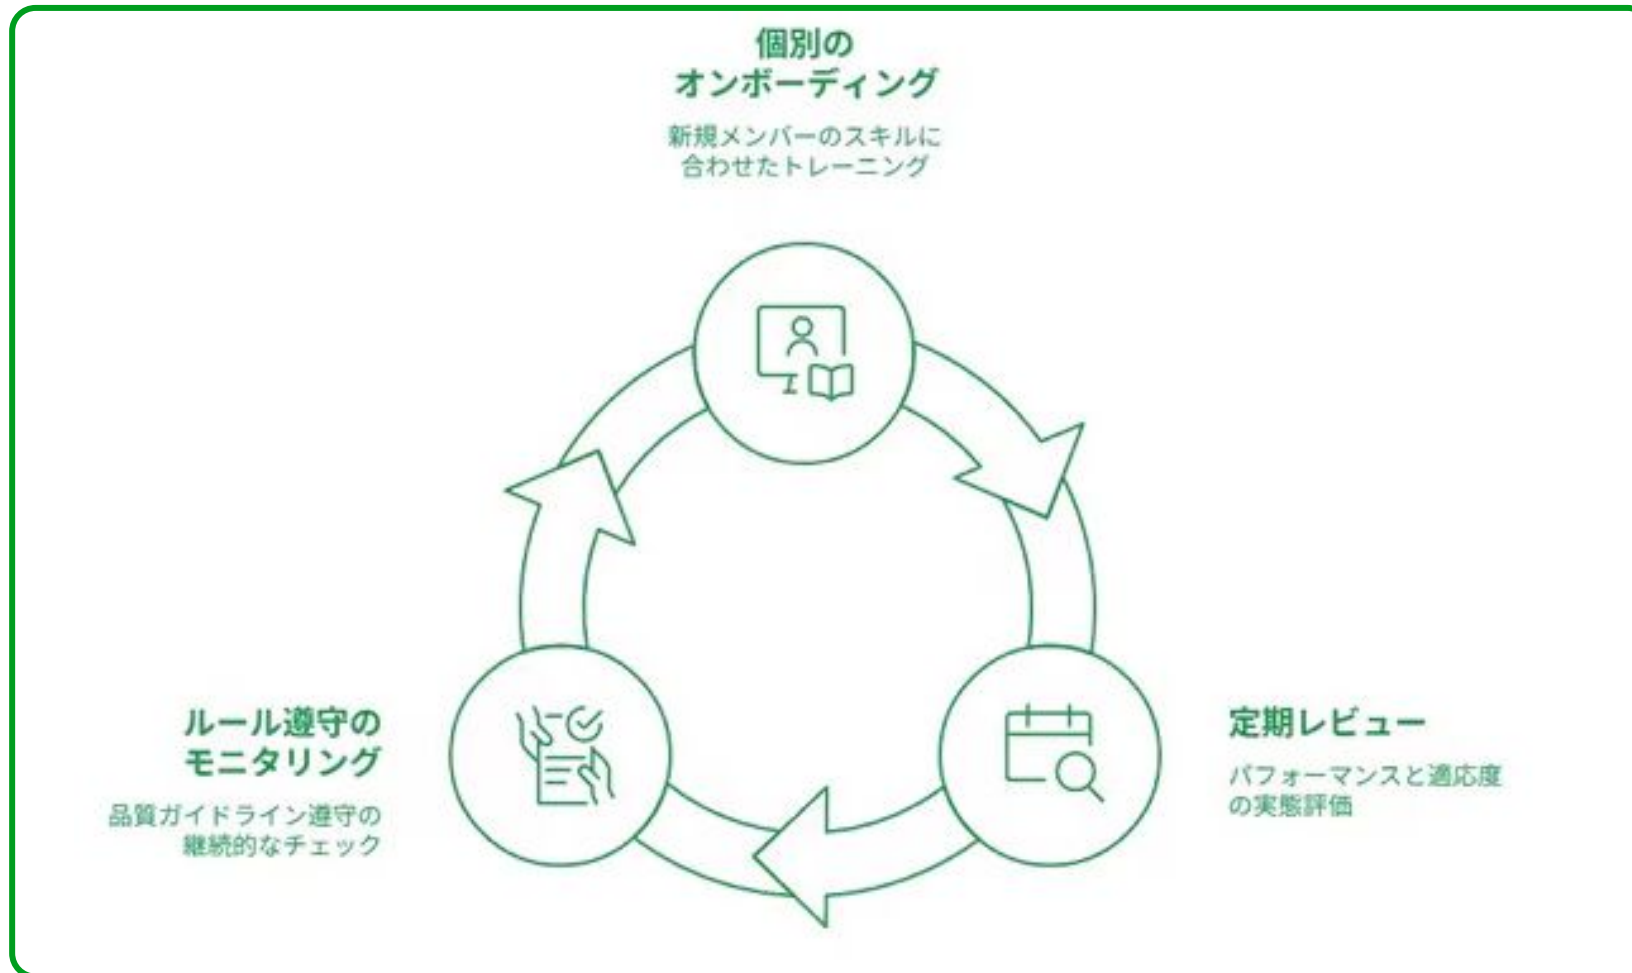 個別の
オンボーディング
新規メンバーのスキルに
合わせたトレーニング
ルール遵守の
モニタリング
品質ガイドライン遵守の
継続的なチェック
定期レビュー
パフォーマンスと適応度
の実態評価